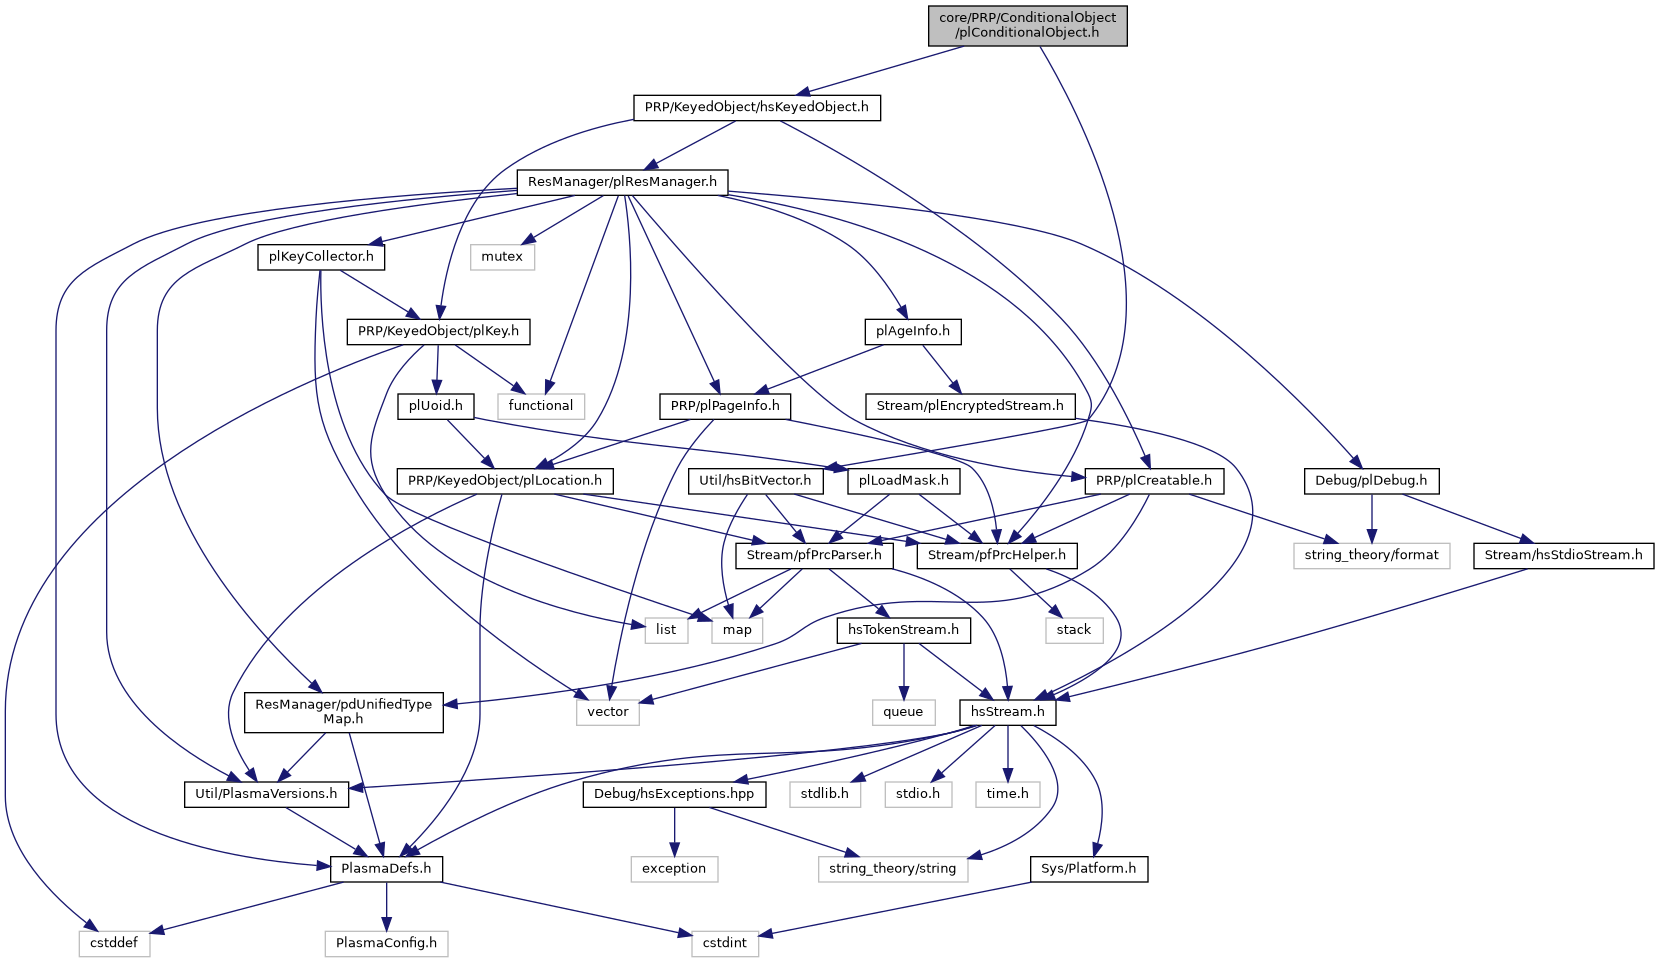 core/PRP/ConditionalObject
/plConditionalObject.h
PRP/KeyedObject/hsKeyedObject.h
ResManager/plResManager.h
plKeyCollector.h
mutex
PRP/KeyedObject/plKey.h
plAgeInfo.h
plUoid.h
functional
PRP/plPageInfo.h
Stream/plEncryptedStream.h
PRP/KeyedObject/plLocation.h
Util/hsBitVector.h
plLoadMask.h
PRP/plCreatable.h
Debug/plDebug.h
Stream/pfPrcParser.h
Stream/pfPrcHelper.h
string_theory/format
Stream/hsStdioStream.h
list
map
hsTokenStream.h
stack
ResManager/pdUnifiedType
Map.h
vector
queue
hsStream.h
Util/PlasmaVersions.h
Debug/hsExceptions.hpp
stdlib.h
stdio.h
time.h
PlasmaDefs.h
exception
string_theory/string
Sys/Platform.h
cstddef
PlasmaConfig.h
cstdint